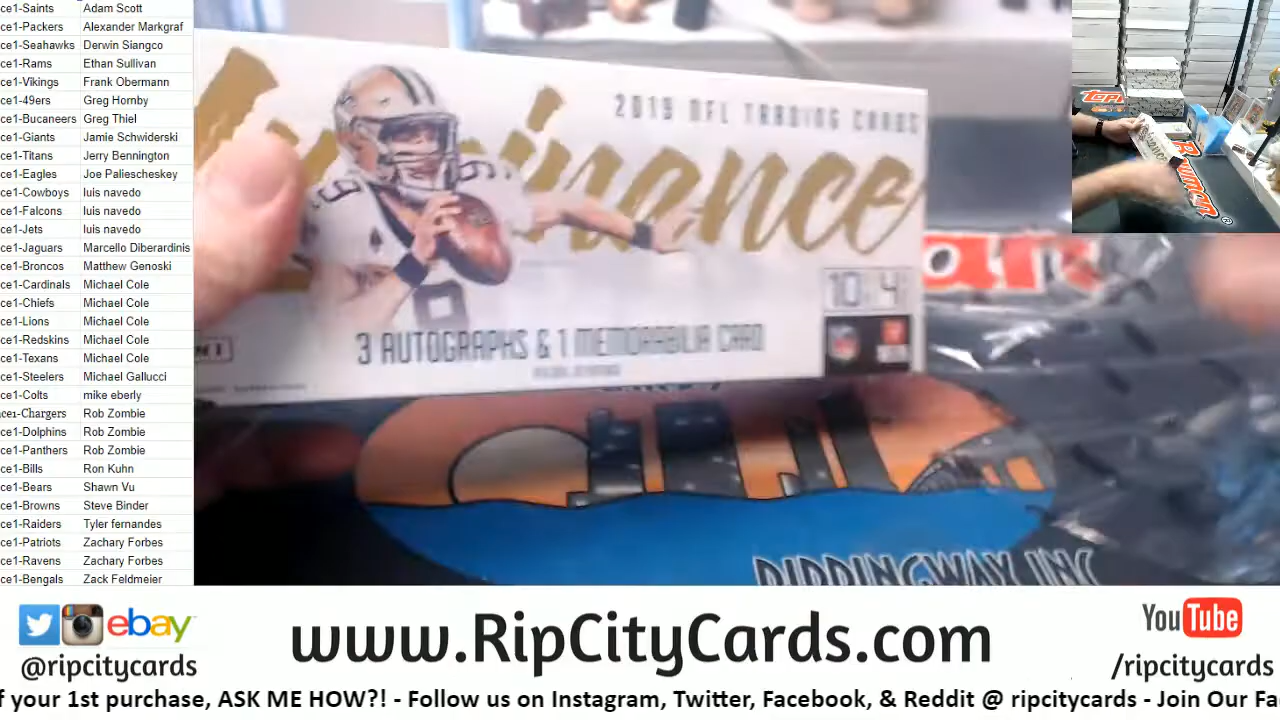 ce1-Saints Adam Scott
ce1-Packers Alexander Markgraf
ce1-Seahawks Derwin Siangco
ce1-Rams Ethan Sullivan
ce1-Vikings Frank Obermann
ce1-49ers Greg Hornby
ce1-Bucaneers Greg Thiel
ce1-Giants Jamie Schwiderski
ce1-Titans Jerry Bennington
ce1-Eagles Joe Paliescheskey
ce1-Cowboys luis navedo
ce1-Falcons luis navedo
ce1-Jets luis navedo
ce1-Jaguars Marcello Diberardinis
ce1-Broncos Matthew Genoski
ce1-Cardinals Michael Cole
ce1-Chiefs Michael Cole
ce1-Lions Michael Cole
ce1-Redskins Michael Cole
ce1-Texans Michael Cole
ce1-Steelers Michael Gallucci
ce1-Colts mike eberly
ce1-Chargers Rob Zombie
ce1-Dolphins Rob Zombie
ce1-Panthers Rob Zombie
ce1-Bills Ron Kuhn
ce1-Bears Shawn Vu
ce1-Browns Steve Binder
ce1-Raiders Tyler fernandes
ce1-Patriots Zachary Forbes
ce1-Ravens Zachary Forbes
ce1-Bengals Zack Feldmeier
2019 NFL TRADING CARDS
Luminance
10 4
3 AUTOGRAPHS & 1 MEMORABILIA CARD
9
9
RIPPINGWAX INC
Topps
Bowman
ebay
@ripcitycards
www.RipCityCards.com
YouTube
/ripcitycards
f your 1st purchase, ASK ME HOW?! - Follow us on Instagram, Twitter, Facebook, & Reddit @ ripcitycards - Join Our Fa